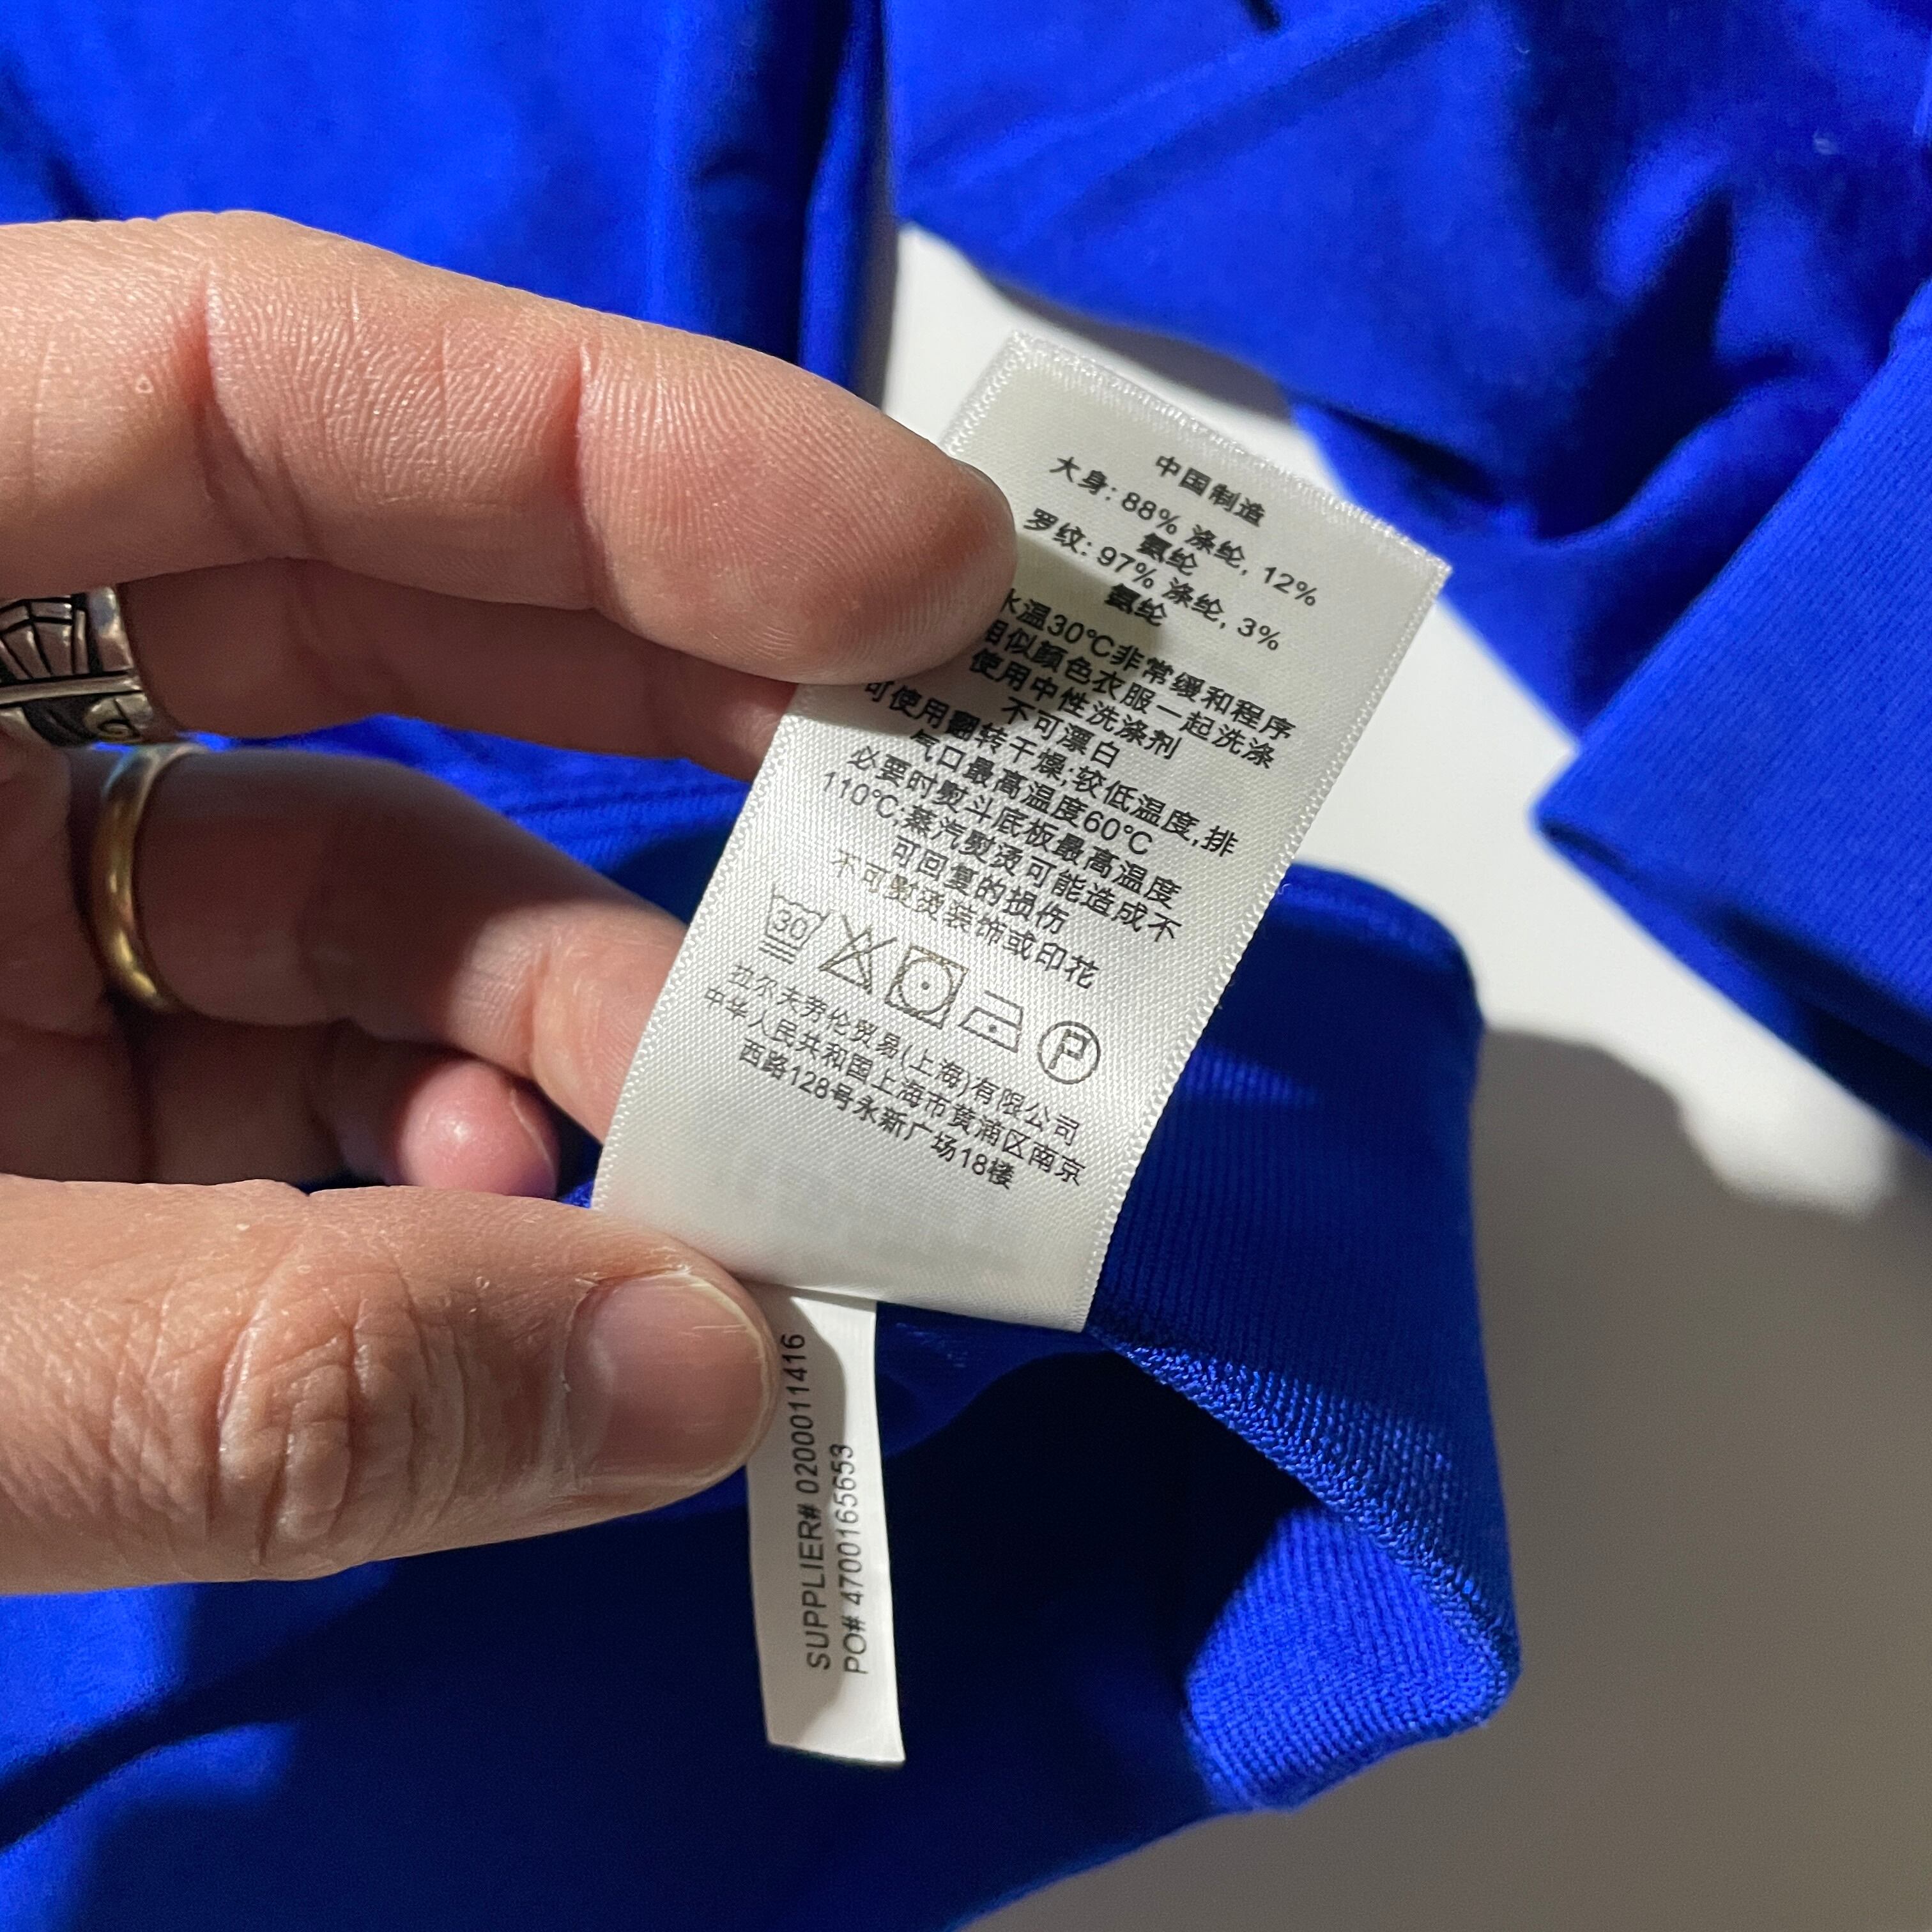 中国制造
大身: 88% 涤纶, 12%
氨纶
罗纹: 97% 涤纶, 3%
氨纶
水温30℃非常缓和程序
相似颜色衣服一起洗涤
使用中性洗涤剂
不可漂白
可使用翻转干燥;较低温度,排
气口最高温度60℃
必要时熨斗底板最高温度
110℃;蒸汽熨烫可能造成不
可回复的损伤
不可熨烫装饰或印花
30
P
拉尔夫劳伦贸易(上海)有限公司
中华人民共和国上海市黄浦区南京
西路128号永新广场18楼
SUPPLIER# 0200011416
PO# 4700165653